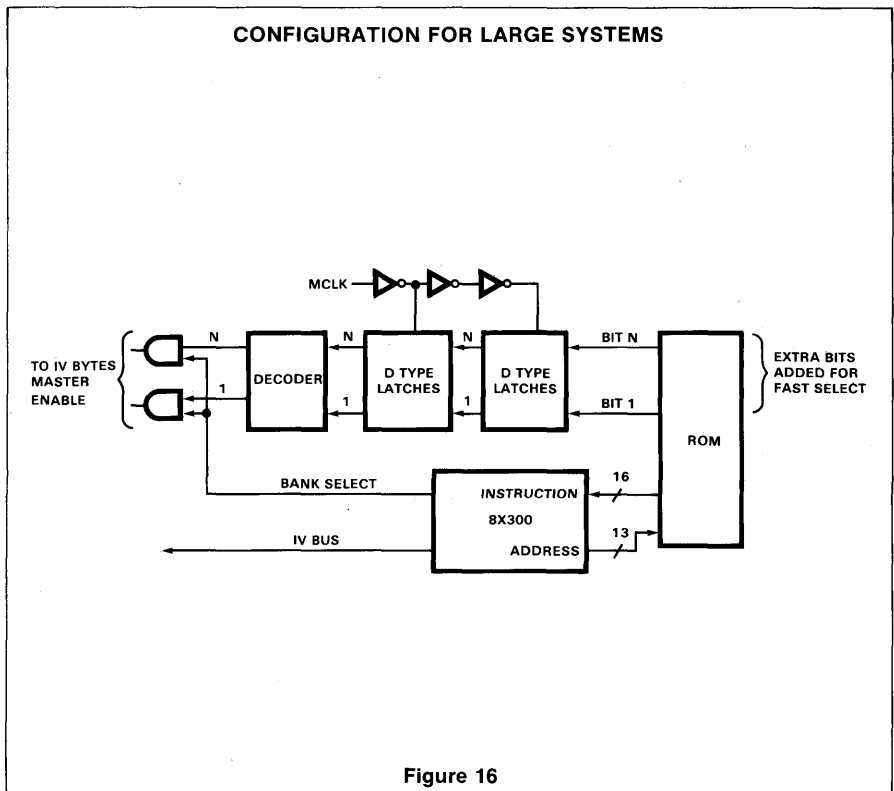 CONFIGURATION FOR LARGE SYSTEMS
MCLK
TO IV BYTES
MASTER
ENABLE
N
1
DECODER
N
1
D TYPE
LATCHES
N
1
D TYPE
LATCHES
BIT N
BIT 1
ROM
EXTRA BITS
ADDED FOR
FAST SELECT
BANK SELECT
INSTRUCTION
16
8X300
IV BUS
ADDRESS
13
Figure 16